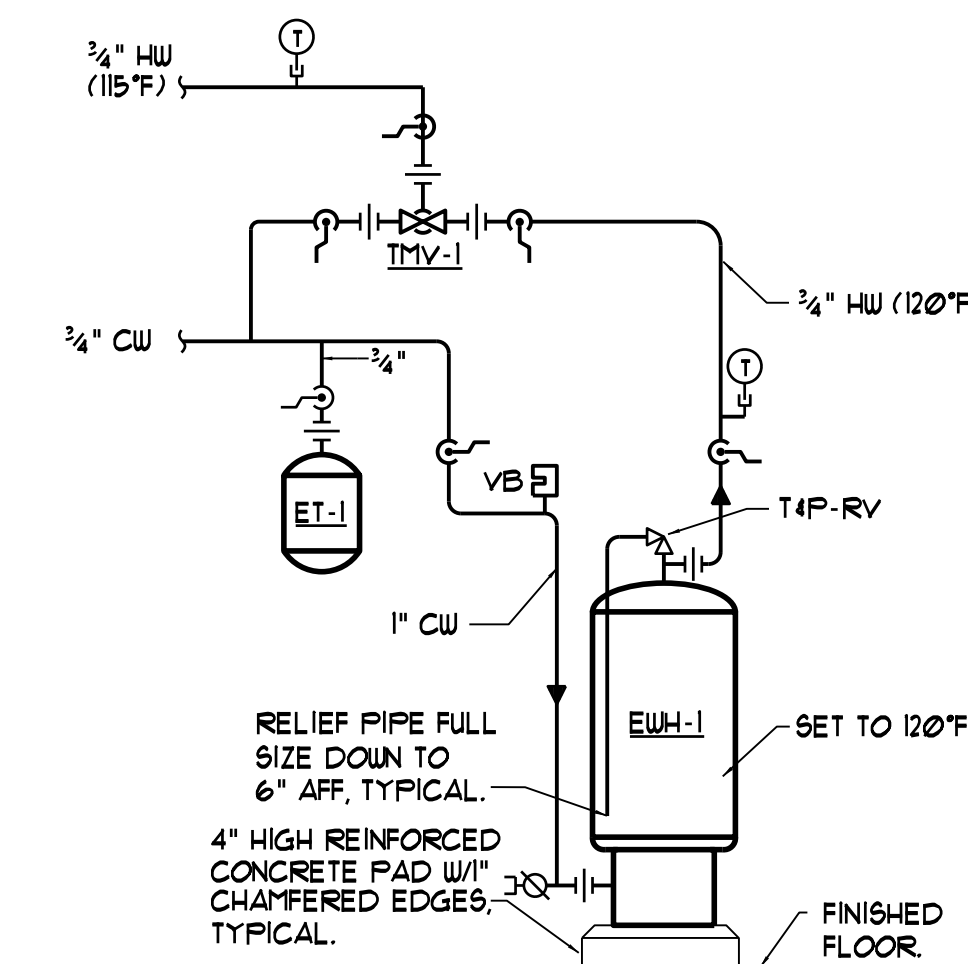 T
3/4" HW
(115°F)
TMV-1
3/4" HW (120°F
3/4" CW
3/4"
T
VB
ET-1
T&P-RV
1" CW
RELIEF PIPE FULL
SIZE DOWN TO
6" AFF, TYPICAL.
EWH-1
SET TO 120°F
4" HIGH REINFORCED
CONCRETE PAD W/1"
CHAMFERED EDGES,
TYPICAL.
FINISHED
FLOOR.